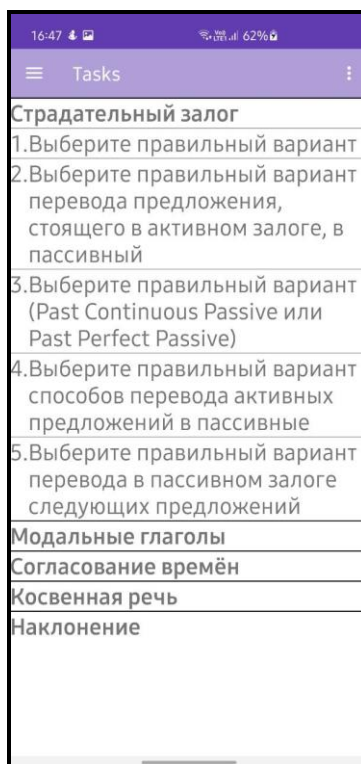 16:47 62%
Tasks
Страдательный залог
1.Выберите правильный вариант
2.Выберите правильный вариант
перевода предложения,
стоящего в активном залоге, в
пассивный
3.Выберите правильный вариант
(Past Continuous Passive или
Past Perfect Passive)
4.Выберите правильный вариант
способов перевода активных
предложений в пассивные
5.Выберите правильный вариант
перевода в пассивном залоге
следующих предложений
Модальные глаголы
Согласование времён
Косвенная речь
Наклонение